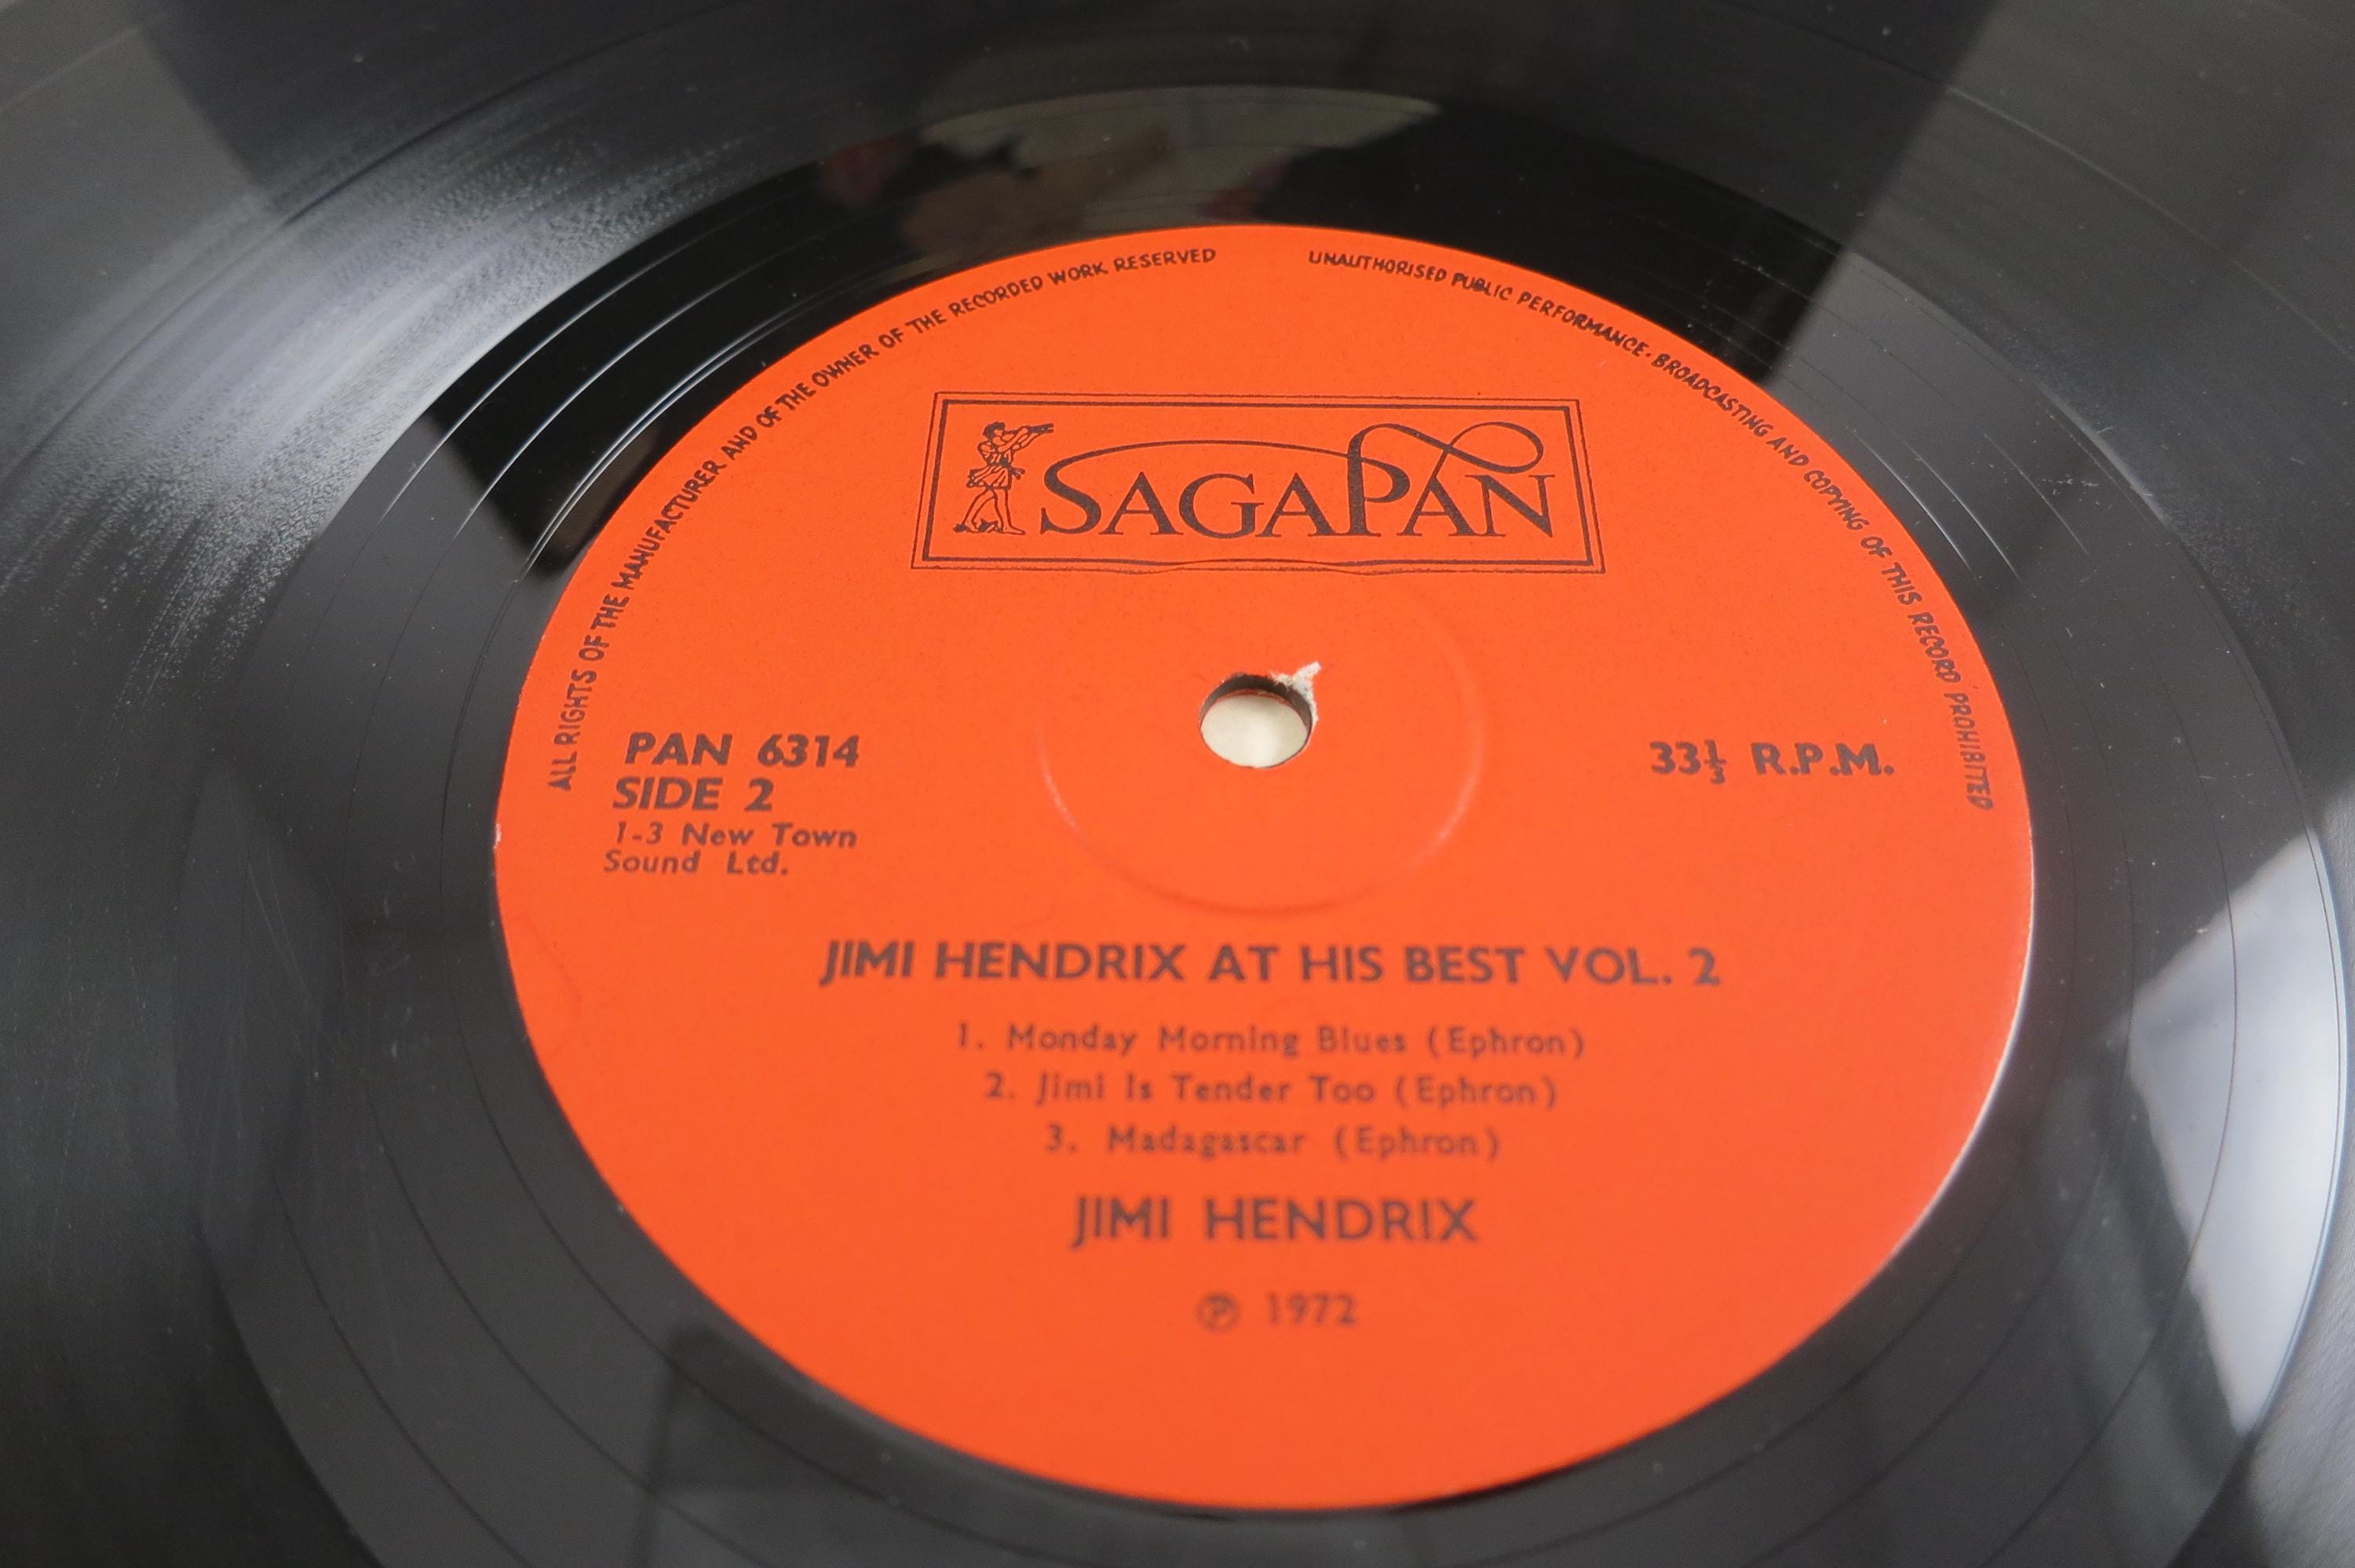 ALL RIGHTS OF THE MANUFACTURER AND OF THE OWNER OF THE RECORDED WORK RESERVED
UNAUTHORISED PUBLIC PERFORMANCE. BROADCASTING AND COPYING OF THIS RECORD PROHIBITED
SAGAPAN
PAN 6314
SIDE 2
1-3 New Town
Sound Ltd.
33⅓ R.P.M.
JIMI HENDRIX AT HIS BEST VOL. 2
1. Monday Morning Blues (Ephron)
2. Jimi Is Tender Too (Ephron)
3. Madagascar (Ephron)
JIMI HENDRIX
℗ 1972